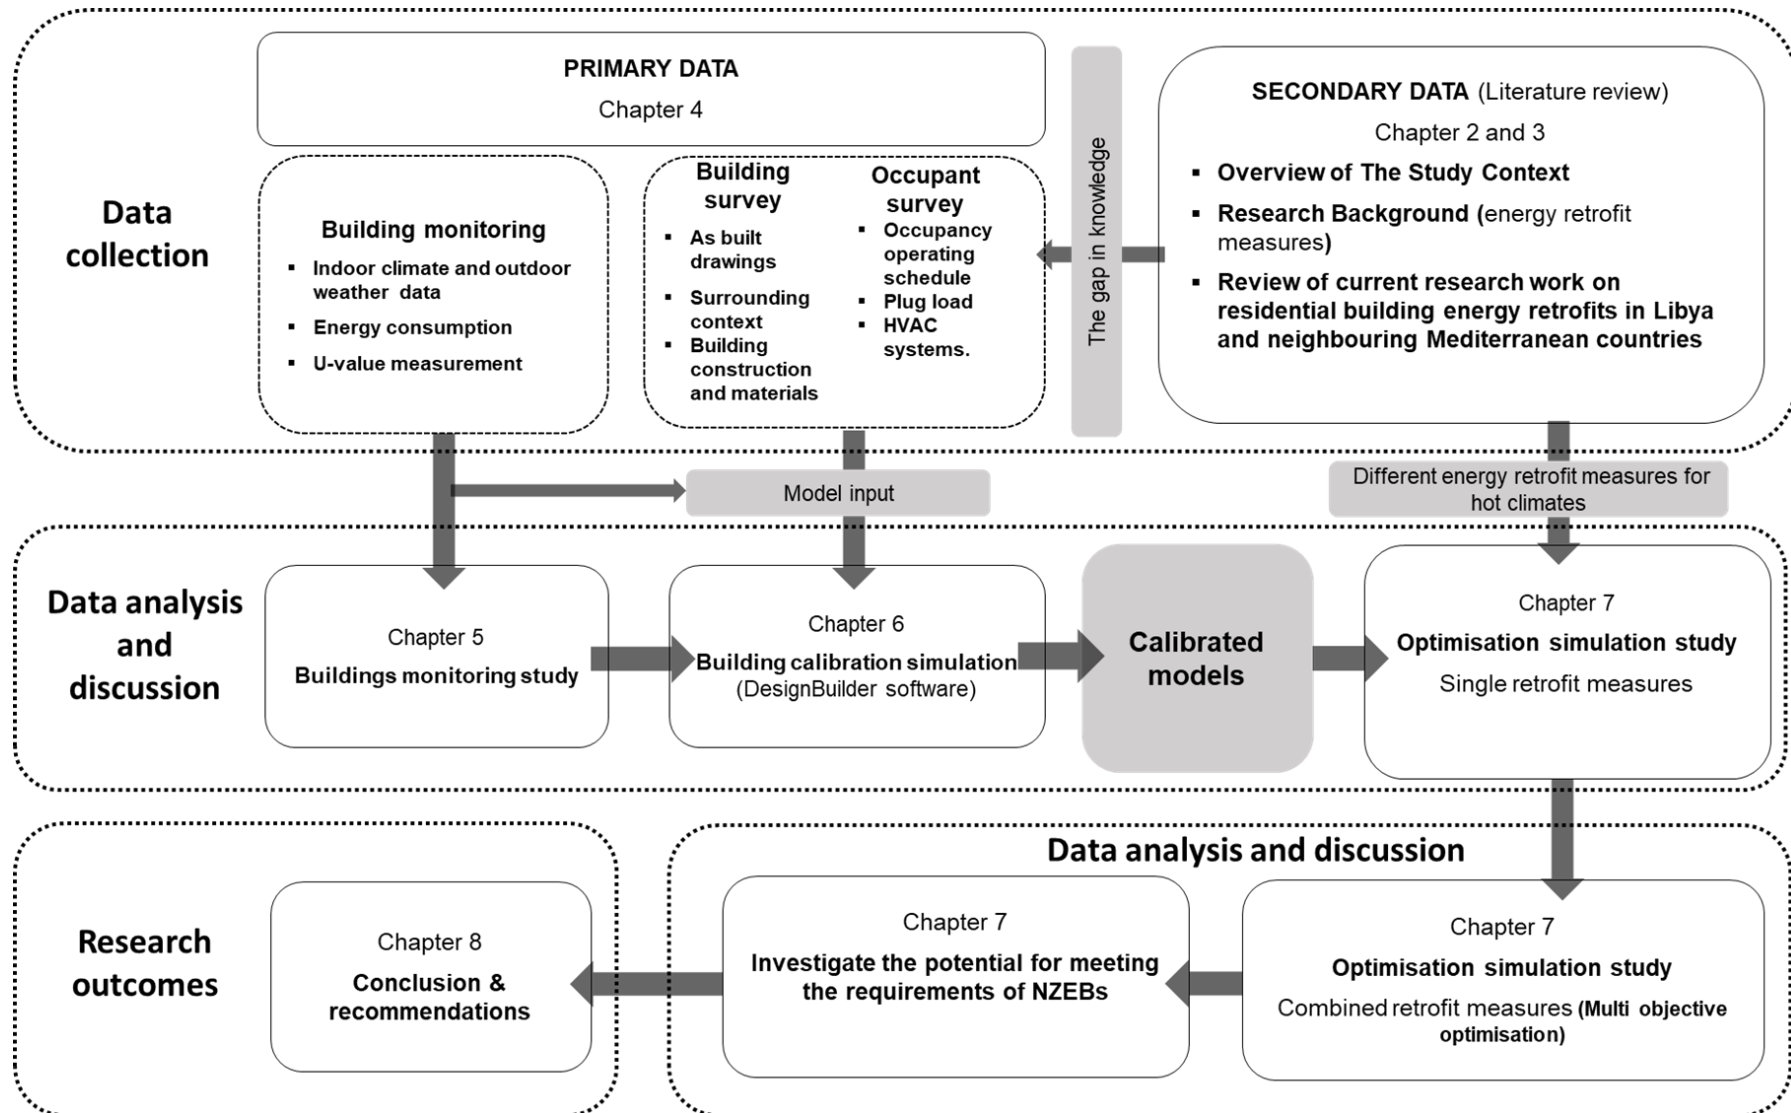 Data
collection
PRIMARY DATA
Chapter 4
Building monitoring
▪ Indoor climate and outdoor
weather data
▪ Energy consumption
▪ U-value measurement
Building
survey
▪ As built
drawings
▪ Surrounding
context
▪ Building
construction
and materials
Occupant
survey
▪ Occupancy
operating
schedule
▪ Plug load
▪ HVAC
systems.
The gap in knowledge
SECONDARY DATA (Literature review)
Chapter 2 and 3
▪ Overview of The Study Context
▪ Research Background (energy retrofit
measures)
▪ Review of current research work on
residential building energy retrofits in Libya
and neighbouring Mediterranean countries
Model input
Different energy retrofit measures for
hot climates
Data analysis
and
discussion
Chapter 5
Buildings monitoring study
Chapter 6
Building calibration simulation
(DesignBuilder software)
Calibrated
models
Chapter 7
Optimisation simulation study
Single retrofit measures
Research
outcomes
Chapter 8
Conclusion &
recommendations
Data analysis and discussion
Chapter 7
Investigate the potential for meeting
the requirements of NZEBs
Chapter 7
Optimisation simulation study
Combined retrofit measures (Multi objective
optimisation)